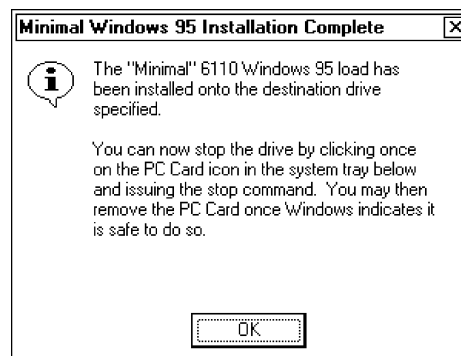 Minimal Windows 95 Installation Complete
The "Minimal" 6110 Windows 95 load has
been installed onto the destination drive
specified.
You can now stop the drive by clicking once
on the PC Card icon in the system tray below
and issuing the stop command.  You may then
remove the PC Card once Windows indicates it
is safe to do so.
OK